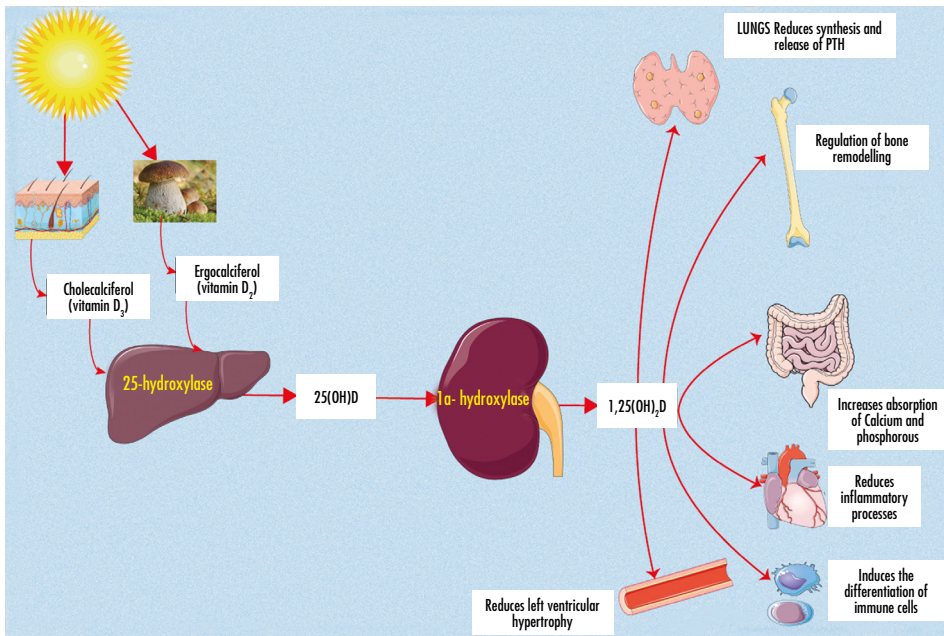 LUNGS Reduces synthesis and
release of PTH
Regulation of bone
remodelling
Cholecalciferol
(vitamin D₃)
Ergocalciferol
(vitamin D₂)
25-hydroxylase
25(OH)D
1a- hydroxylase
1,25(OH)₂D
Increases absorption
of Calcium and
phosphorous
Reduces
inflammatory
processes
Induces the
differentiation of
immune cells
Reduces left ventricular
hypertrophy